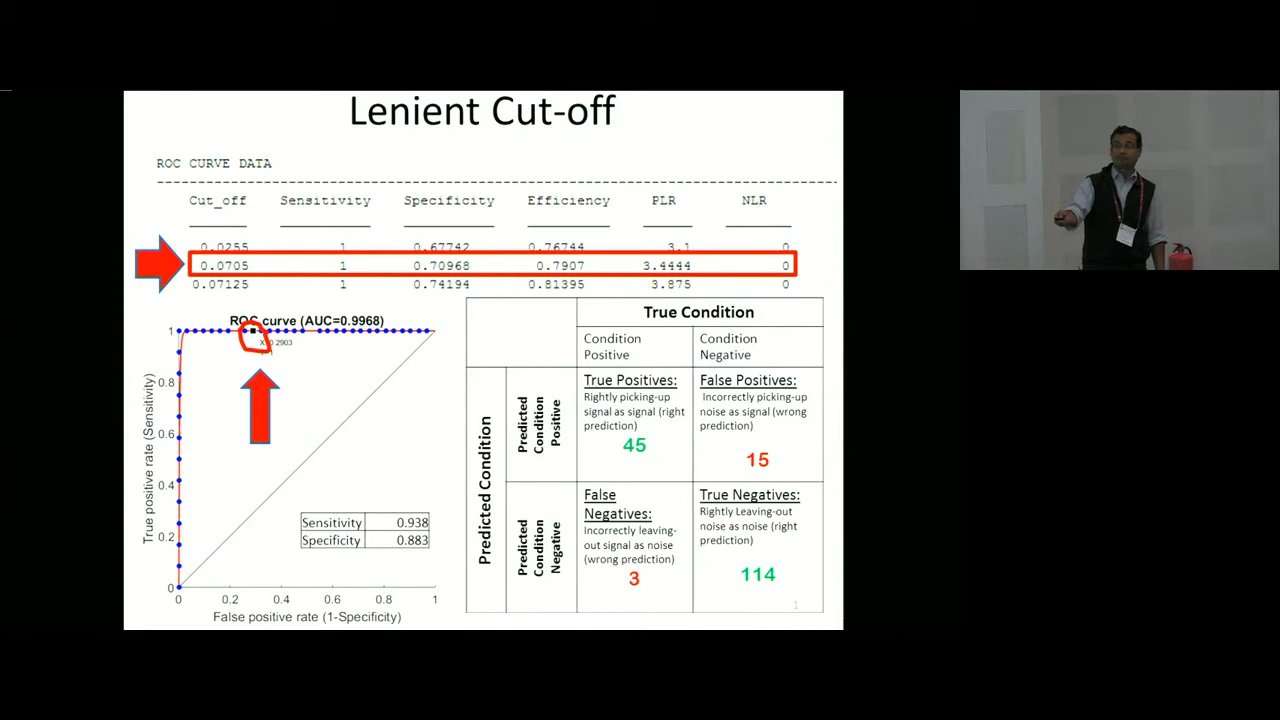 Lenient Cut-off
ROC CURVE DATA
Cut_off Sensitivity Specificity Efficiency PLR NLR
0.0255 1 0.67742 0.76744 3.1 0
0.0705 1 0.70968 0.7907 3.4444 0
0.07125 1 0.74194 0.81395 3.875 0
ROC curve (AUC=0.9968)
1
0.8
0.6
0.4
0.2
0
True positive rate (Sensitivity)
Sensitivity 0.938
Specificity 0.883
0 0.2 0.4 0.6 0.8 1
False positive rate (1-Specificity)
True Condition
Condition
Positive
Condition
Negative
Predicted Condition
Predicted
Condition
Positive
True Positives:
Rightly picking-up
signal as signal (right
prediction)
45
False Positives:
Incorrectly picking-up
noise as signal (wrong
prediction)
15
Predicted
Condition
Negative
False
Negatives:
Incorrectly leaving-
out signal as noise
(wrong prediction)
3
True Negatives:
Rightly Leaving-out
noise as noise (right
prediction)
114
1